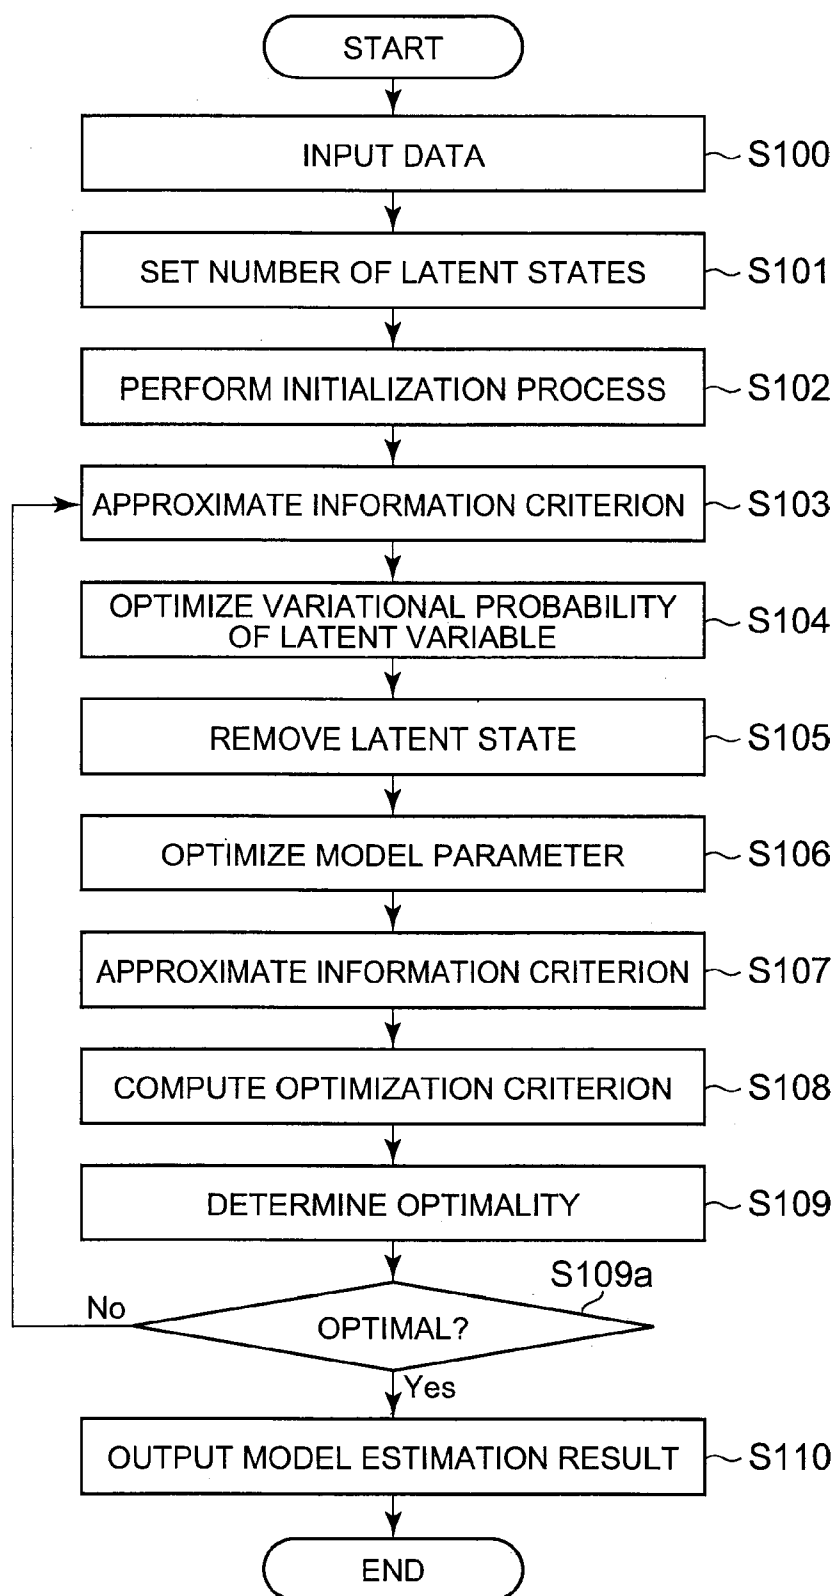 START
INPUT DATA
S100
SET NUMBER OF LATENT STATES
S101
PERFORM INITIALIZATION PROCESS
S102
APPROXIMATE INFORMATION CRITERION
S103
OPTIMIZE VARIATIONAL PROBABILITY
OF LATENT VARIABLE
S104
REMOVE LATENT STATE
S105
OPTIMIZE MODEL PARAMETER
S106
APPROXIMATE INFORMATION CRITERION
S107
COMPUTE OPTIMIZATION CRITERION
S108
DETERMINE OPTIMALITY
S109
S109a
No
OPTIMAL?
Yes
OUTPUT MODEL ESTIMATION RESULT
S110
END